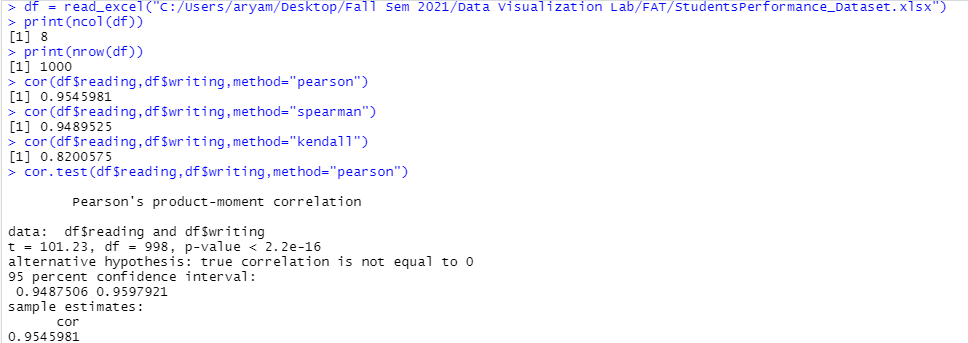 > df = read_excel("C:/Users/aryam/Desktop/Fall Sem 2021/Data Visualization Lab/FAT/StudentsPerformance_Dataset.xlsx")
> print(ncol(df))
[1] 8
> print(nrow(df))
[1] 1000
> cor(df$reading,df$writing,method="pearson")
[1] 0.9545981
> cor(df$reading,df$writing,method="spearman")
[1] 0.9489525
> cor(df$reading,df$writing,method="kendall")
[1] 0.8200575
> cor.test(df$reading,df$writing,method="pearson")
Pearson's product-moment correlation
data:  df$reading and df$writing
t = 101.23, df = 998, p-value < 2.2e-16
alternative hypothesis: true correlation is not equal to 0
95 percent confidence interval:
 0.9487506 0.9597921
sample estimates:
cor
0.9545981